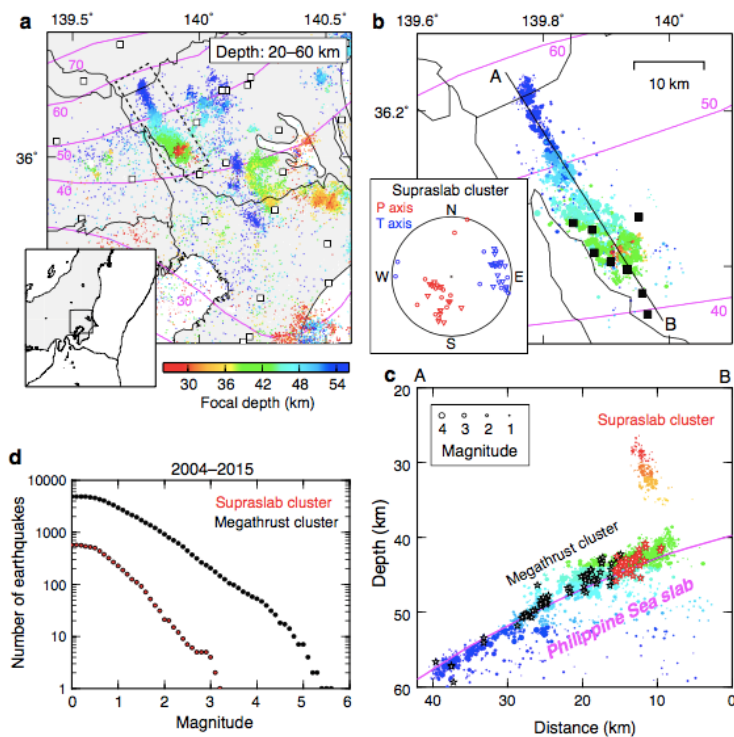 a
139.5˚ 140˚ 140.5˚
Depth: 20–60 km
70
60
50
40
30
36˚
30 36 42 48 54
Focal depth (km)
b
139.6˚ 139.8˚ 140˚
60
A
10 km
36.2˚
50
Supraslab cluster
P axis
T axis
N
W
E
S
B
40
c
A B
20
30
40
50
60
4 3 2 1
Magnitude
Supraslab cluster
Megathrust cluster
Philippine Sea slab
Depth (km)
40 30 20 10 0
Distance (km)
d
2004–2015
10000
1000
100
10
1
Supraslab cluster
Megathrust cluster
Number of earthquakes
0 1 2 3 4 5 6
Magnitude